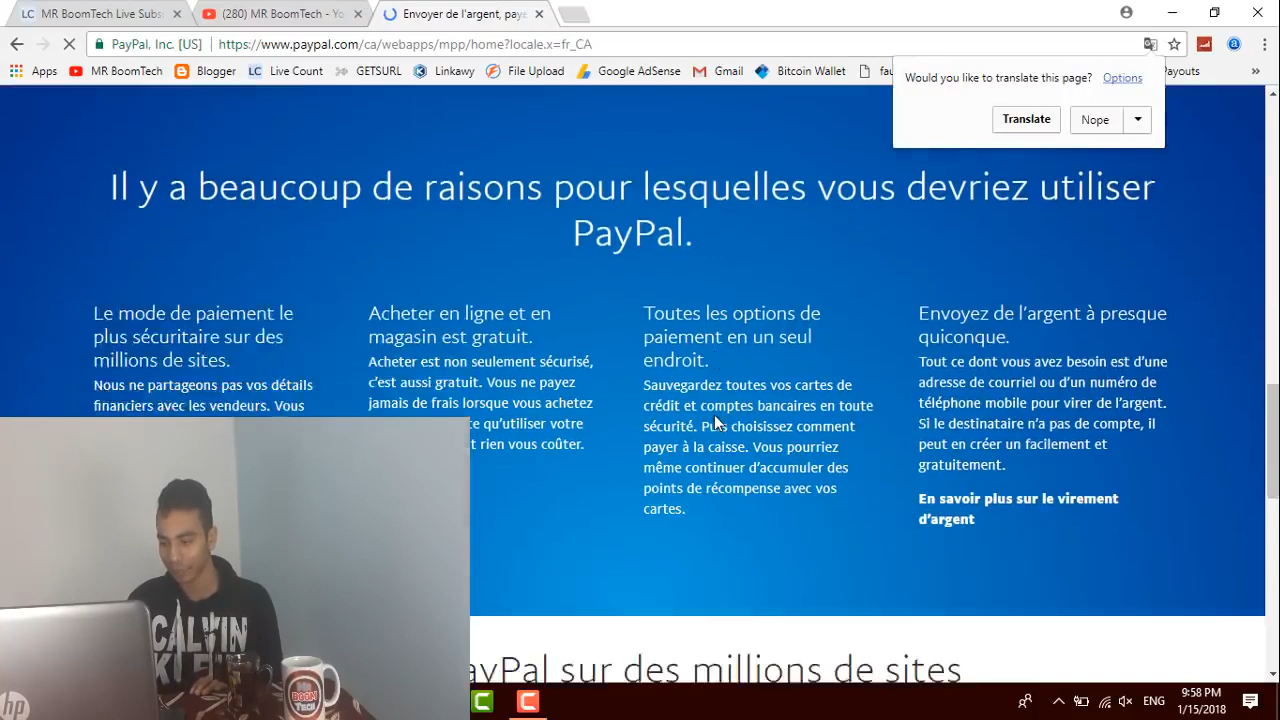 MR BoomTech Live Subs
(280) MR BoomTech - Yo
Envoyer de l'argent, paye
PayPal, Inc. [US]
https://www.paypal.com/ca/webapps/mpp/home?locale.x=fr_CA
Apps
MR BoomTech
Blogger
Live Count
GETSURL
Linkawy
File Upload
Google AdSense
Gmail
Bitcoin Wallet
fau
Payouts
Would you like to translate this page? Options
Translate
Nope
Il y a beaucoup de raisons pour lesquelles vous devriez utiliser
PayPal.
Le mode de paiement le
plus sécuritaire sur des
millions de sites.
Nous ne partageons pas vos détails
financiers avec les vendeurs. Vous
Acheter en ligne et en
magasin est gratuit.
Acheter est non seulement sécurisé,
c'est aussi gratuit. Vous ne payez
jamais de frais lorsque vous achetez
te qu'utiliser votre
t rien vous coûter.
Toutes les options de
paiement en un seul
endroit.
Sauvegardez toutes vos cartes de
crédit et comptes bancaires en toute
sécurité. Puis choisissez comment
payer à la caisse. Vous pourriez
même continuer d'accumuler des
points de récompense avec vos
cartes.
Envoyez de l'argent à presque
quiconque.
Tout ce dont vous avez besoin est d'une
adresse de courriel ou d'un numéro de
téléphone mobile pour virer de l'argent.
Si le destinataire n'a pas de compte, il
peut en créer un facilement et
gratuitement.
En savoir plus sur le virement
d'argent
ayPal sur des millions de sites
CALVIN
KLEIN
hp
MR
BOOM
TECH
ENG
9:58 PM
1/15/2018